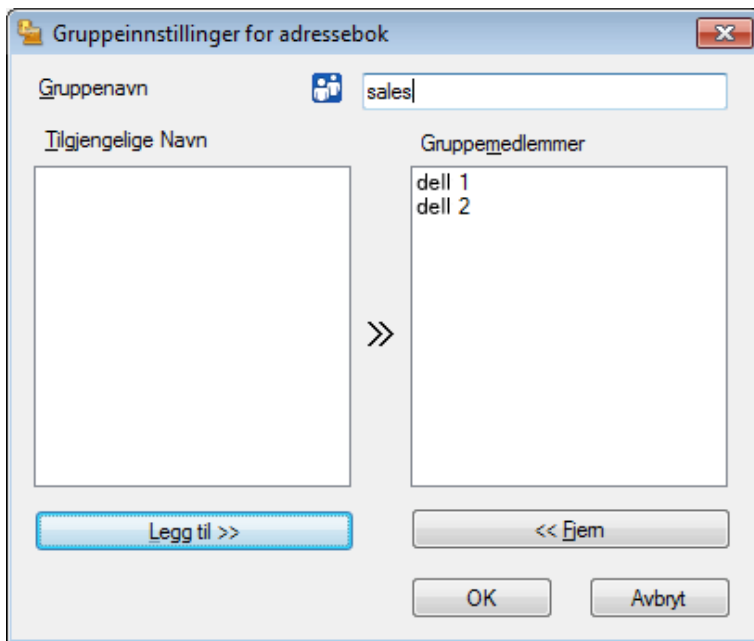 Gruppeinnstillinger for adressebok
Gruppenavn
sales
Tilgjengelige Navn
Gruppemedlemmer
dell 1
dell 2
>>
Legg til >>
<< Fjern
OK
Avbryt